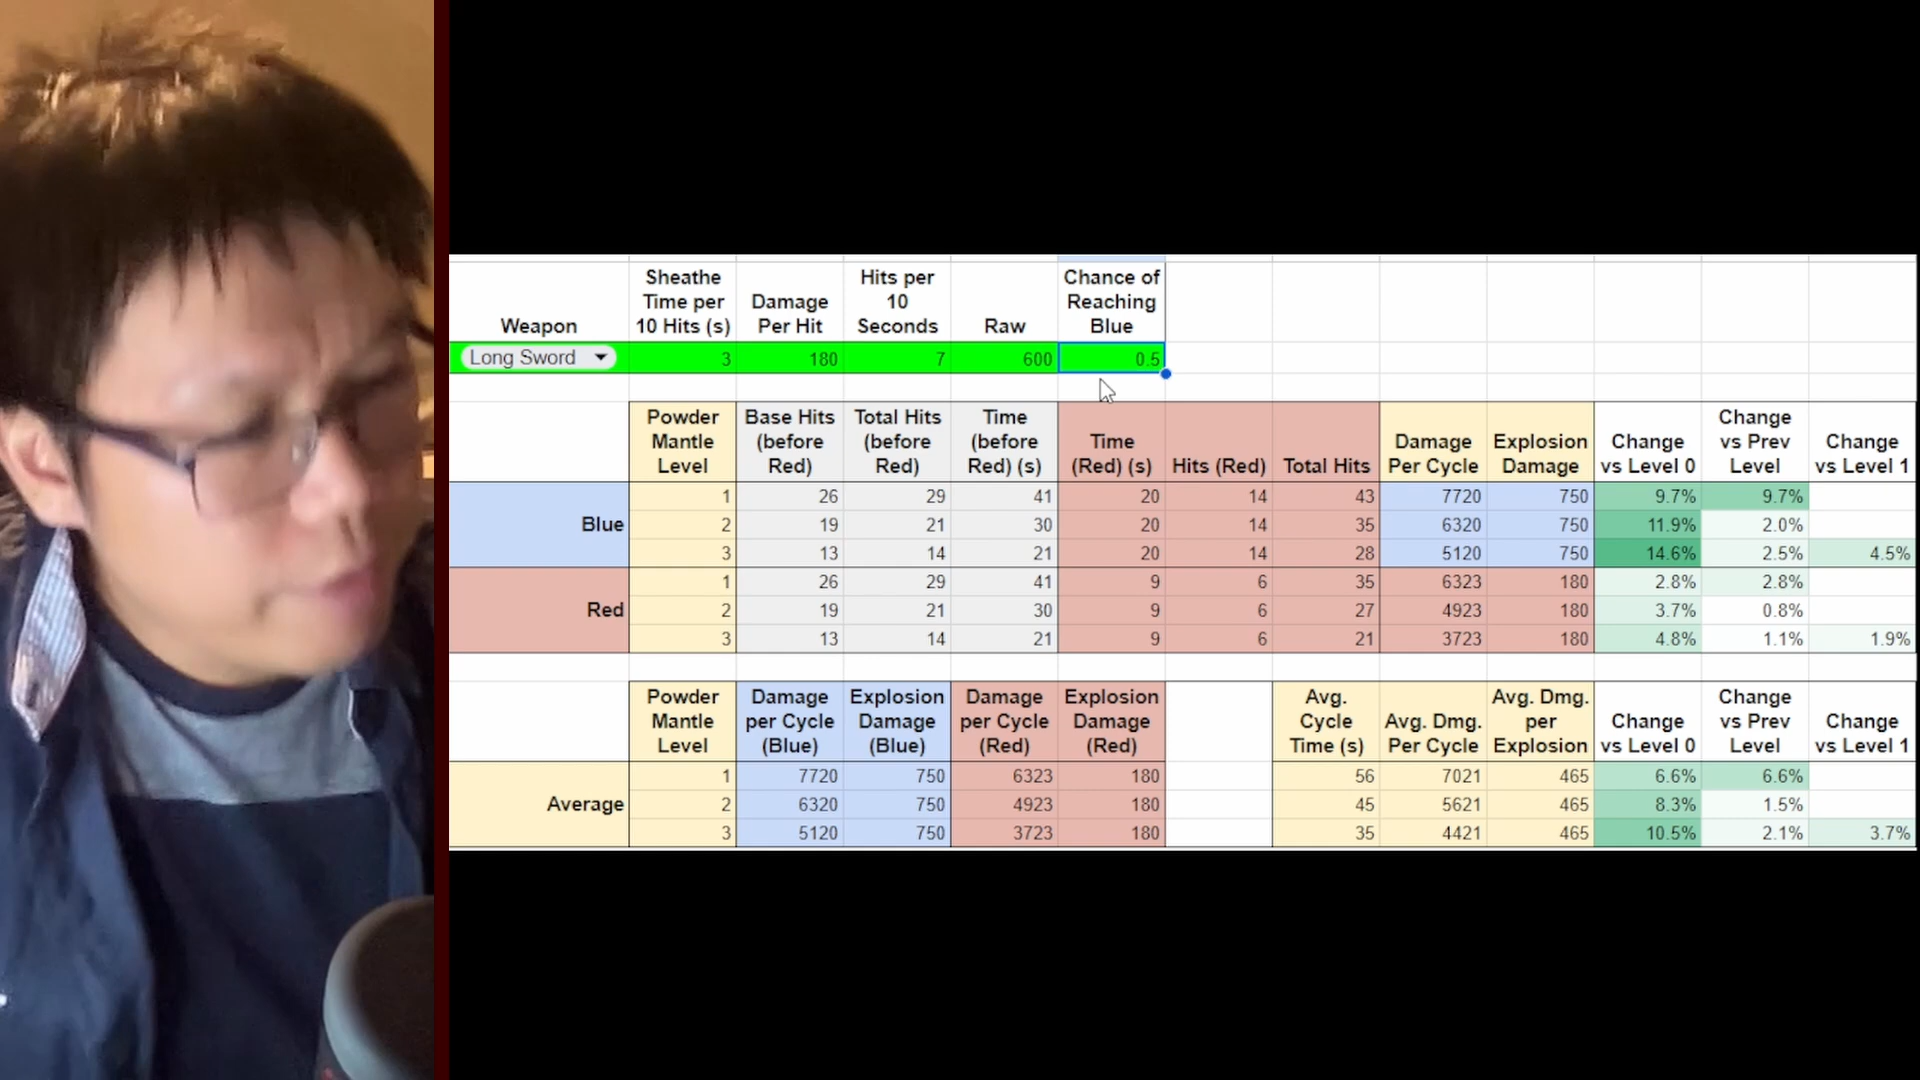 Weapon Sheathe Time per 10 Hits (s) Damage Per Hit Hits per 10 Seconds Raw Chance of Reaching Blue
Long Sword 3 180 7 600 0.5
Powder Mantle Level Base Hits (before Red) Total Hits (before Red) Time (before Red) (s) Time (Red) (s) Hits (Red) Total Hits Damage Per Cycle Explosion Damage Change vs Level 0 Change vs Prev Level Change vs Level 1
1 26 29 41 20 14 43 7720 750 9.7% 9.7%
Blue 2 19 21 30 20 14 35 6320 750 11.9% 2.0%
3 13 14 21 20 14 28 5120 750 14.6% 2.5% 4.5%
1 26 29 41 9 6 35 6323 180 2.8% 2.8%
Red 2 19 21 30 9 6 27 4923 180 3.7% 0.8%
3 13 14 21 9 6 21 3723 180 4.8% 1.1% 1.9%
Powder Mantle Level Damage per Cycle (Blue) Explosion Damage (Blue) Damage per Cycle (Red) Explosion Damage (Red) Avg. Cycle Time (s) Avg. Dmg. Per Cycle Avg. Dmg. per Explosion Change vs Level 0 Change vs Prev Level Change vs Level 1
1 7720 750 6323 180 56 7021 465 6.6% 6.6%
Average 2 6320 750 4923 180 45 5621 465 8.3% 1.5%
3 5120 750 3723 180 35 4421 465 10.5% 2.1% 3.7%